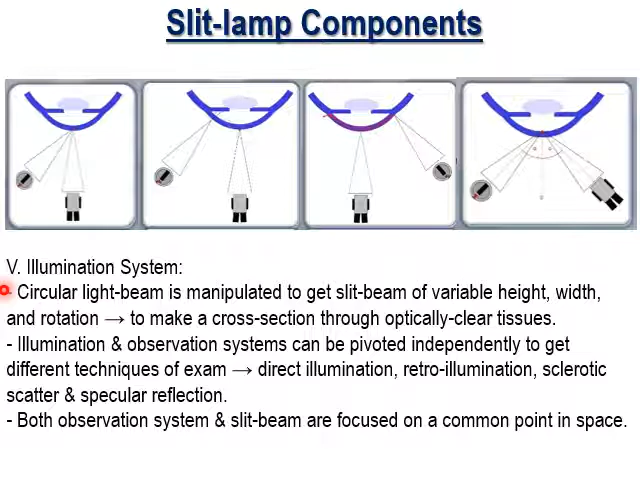 Slit-lamp Components
V. Illumination System:
- Circular light-beam is manipulated to get slit-beam of variable height, width,
and rotation → to make a cross-section through optically-clear tissues.
- Illumination & observation systems can be pivoted independently to get
different techniques of exam → direct illumination, retro-illumination, sclerotic
scatter & specular reflection.
- Both observation system & slit-beam are focused on a common point in space.